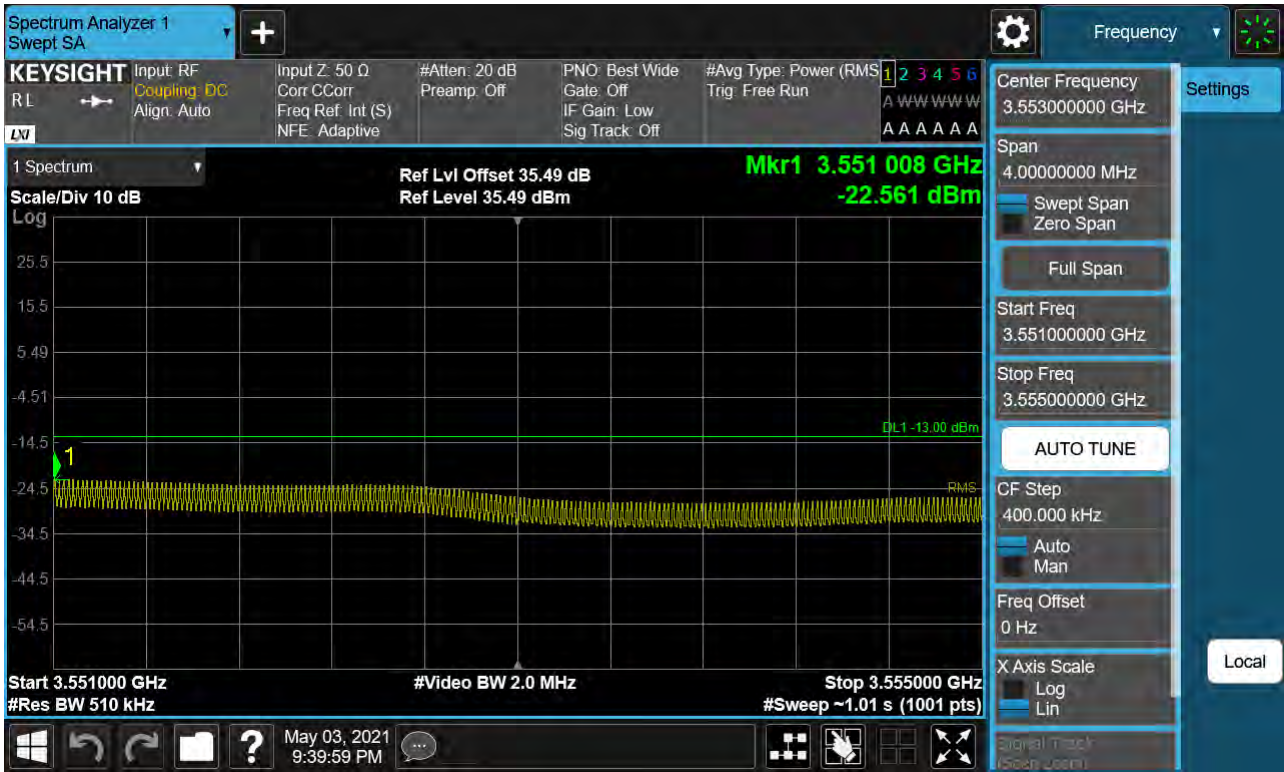 Spectrum Analyzer 1
Swept SA
+
Frequency
KEYSIGHT
RL
LXI
Input: RF
Coupling: DC
Align: Auto
Input Z: 50 Ω
Corr CCorr
Freq Ref: Int (S)
NFE: Adaptive
#Atten: 20 dB
Preamp: Off
PNO: Best Wide
Gate: Off
IF Gain: Low
Sig Track: Off
#Avg Type: Power (RMS
Trig: Free Run
1 2 3 4 5 6
A W W W W W
A A A A A A
1 Spectrum
Scale/Div 10 dB
Log
Ref Lvl Offset 35.49 dB
Ref Level 35.49 dBm
Mkr1 3.551 008 GHz
-22.561 dBm
25.5
15.5
5.49
-4.51
-14.5
-24.5
-34.5
-44.5
-54.5
DL1 -13.00 dBm
1
RMS
Start 3.551000 GHz
#Res BW 510 kHz
#Video BW 2.0 MHz
Stop 3.555000 GHz
#Sweep ~1.01 s (1001 pts)
Center Frequency
3.553000000 GHz
Span
4.00000000 MHz
Swept Span
Zero Span
Full Span
Start Freq
3.551000000 GHz
Stop Freq
3.555000000 GHz
AUTO TUNE
CF Step
400.000 kHz
Auto
Man
Freq Offset
0 Hz
X Axis Scale
Log
Lin
Signal Track
(Span Zoom)
Settings
Local
?
May 03, 2021
9:39:59 PM